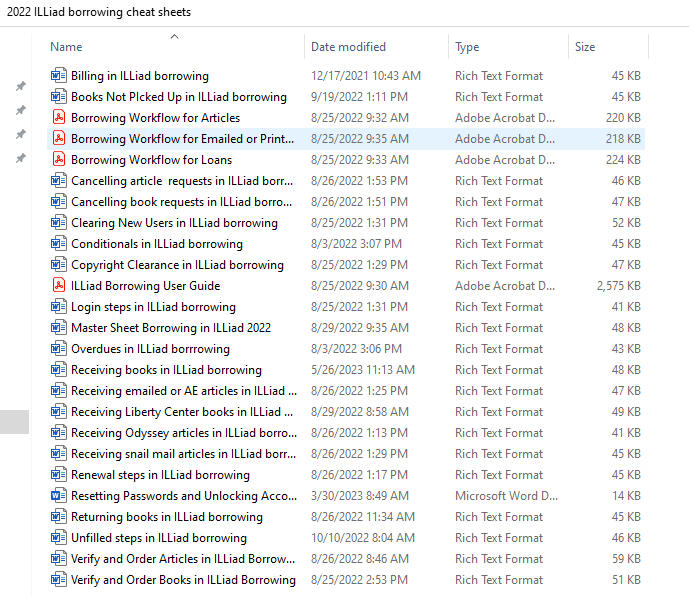 2022 ILLiad borrowing cheat sheets
Name Date modified Type Size
Billing in ILLiad borrowing 12/17/2021 10:43 AM Rich Text Format 45 KB
Books Not PIcked Up in ILLiad borrowing 9/19/2022 1:11 PM Rich Text Format 45 KB
Borrowing Workflow for Articles 8/25/2022 9:32 AM Adobe Acrobat D... 220 KB
Borrowing Workflow for Emailed or Print... 8/25/2022 9:35 AM Adobe Acrobat D... 218 KB
Borrowing Workflow for Loans 8/25/2022 9:33 AM Adobe Acrobat D... 224 KB
Cancelling article  requests in ILLiad borr... 8/26/2022 1:53 PM Rich Text Format 46 KB
Cancelling book requests in ILLiad borro... 8/26/2022 1:51 PM Rich Text Format 47 KB
Clearing New Users in ILLiad borrowing 8/25/2022 1:31 PM Rich Text Format 52 KB
Conditionals in ILLiad borrowing 8/3/2022 3:07 PM Rich Text Format 45 KB
Copyright Clearance in ILLiad borrowing 8/25/2022 1:29 PM Rich Text Format 47 KB
ILLiad Borrowing User Guide 8/25/2022 9:30 AM Adobe Acrobat D... 2,575 KB
Login steps in ILLiad borrowing 8/25/2022 1:31 PM Rich Text Format 41 KB
Master Sheet Borrowing in ILLiad 2022 8/29/2022 9:35 AM Rich Text Format 48 KB
Overdues in ILLiad borrrowing 8/3/2022 3:06 PM Rich Text Format 43 KB
Receiving books in ILLiad borrowing 5/26/2023 11:13 AM Rich Text Format 48 KB
Receiving emailed or AE articles in ILLiad ... 8/26/2022 1:25 PM Rich Text Format 47 KB
Receiving Liberty Center books in ILLiad ... 8/29/2022 8:58 AM Rich Text Format 49 KB
Receiving Odyssey articles in ILLiad borro... 8/26/2022 1:13 PM Rich Text Format 41 KB
Receiving snail mail articles in ILLiad borr... 8/26/2022 1:29 PM Rich Text Format 45 KB
Renewal steps in ILLiad borrowing 8/26/2022 1:17 PM Rich Text Format 45 KB
Resetting Passwords and Unlocking Acco... 3/30/2023 8:49 AM Microsoft Word D... 14 KB
Returning books in ILLiad borrowing 8/26/2022 11:34 AM Rich Text Format 45 KB
Unfilled steps in ILLiad borrowing 10/10/2022 8:04 AM Rich Text Format 46 KB
Verify and Order Articles in ILLiad Borrow... 8/26/2022 8:46 AM Rich Text Format 59 KB
Verify and Order Books in ILLiad Borrowing 8/25/2022 2:53 PM Rich Text Format 51 KB